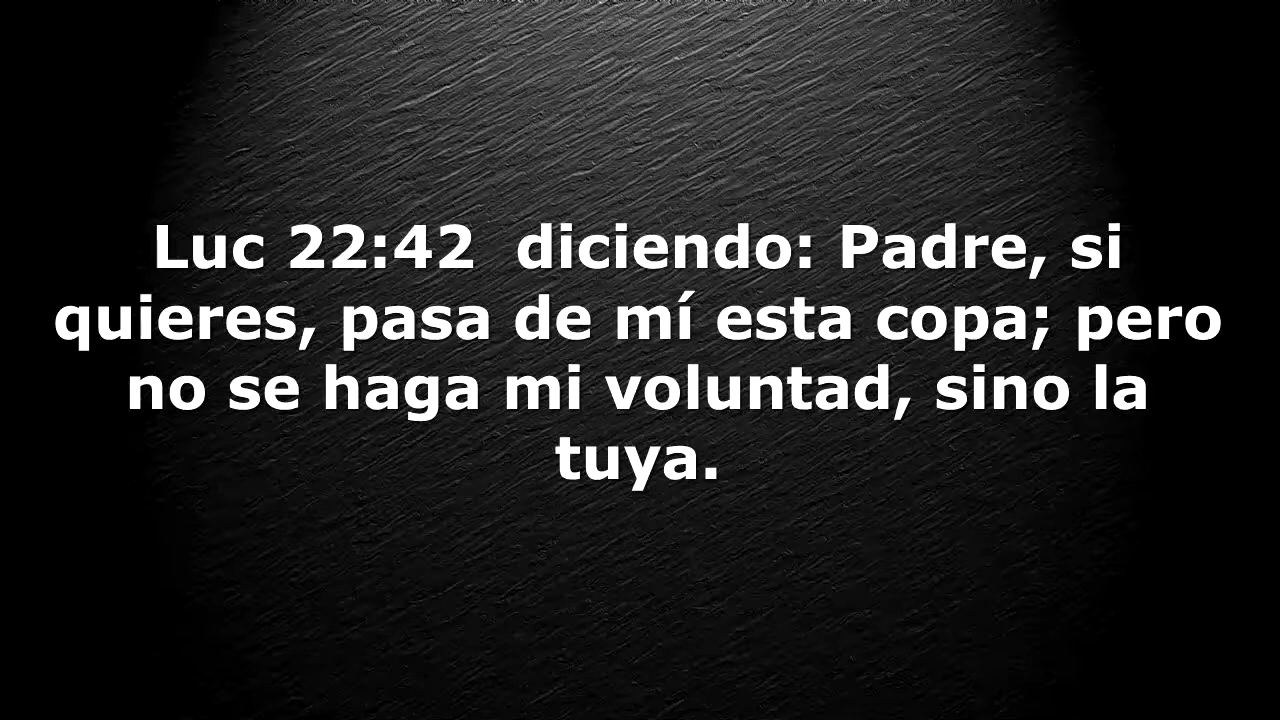 Luc 22:42  diciendo: Padre, si
quieres, pasa de mí esta copa; pero
no se haga mi voluntad, sino la
tuya.